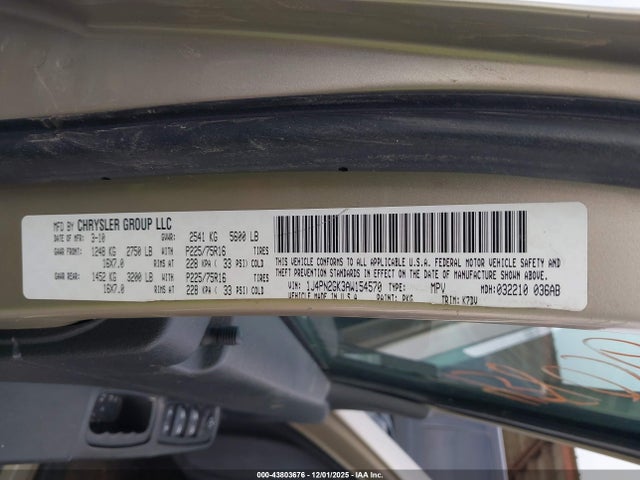 MFD BY CHRYSLER GROUP LLC
DATE OF MFR 3-10 GVWR: 2541 KG 5600 LB
GAWR FRONT: 1248 KG 2750 LB WITH P225/75R16 TIRES
16X7.0 RIMS AT 228 KPA ( 33 PSI) COLD
GAWR REAR: 1452 KG 3200 LB WITH P225/75R16 TIRES
16X7.0 RIMS AT 228 KPA ( 33 PSI) COLD
THIS VEHICLE CONFORMS TO ALL APPLICABLE U.S.A. FEDERAL MOTOR VEHICLE SAFETY AND
THEFT PREVENTION STANDARDS IN EFFECT ON THE DATE OF MANUFACTURE SHOWN ABOVE.
VIN: 1J4PN2GK3AW154570 TYPE: MPV MDH: 032210 036AB
VEHICLE MADE IN U.S.A. PAINT: PKG TRIM: K7DV
000-43803676 • 12/01/2025 • IAA Inc.